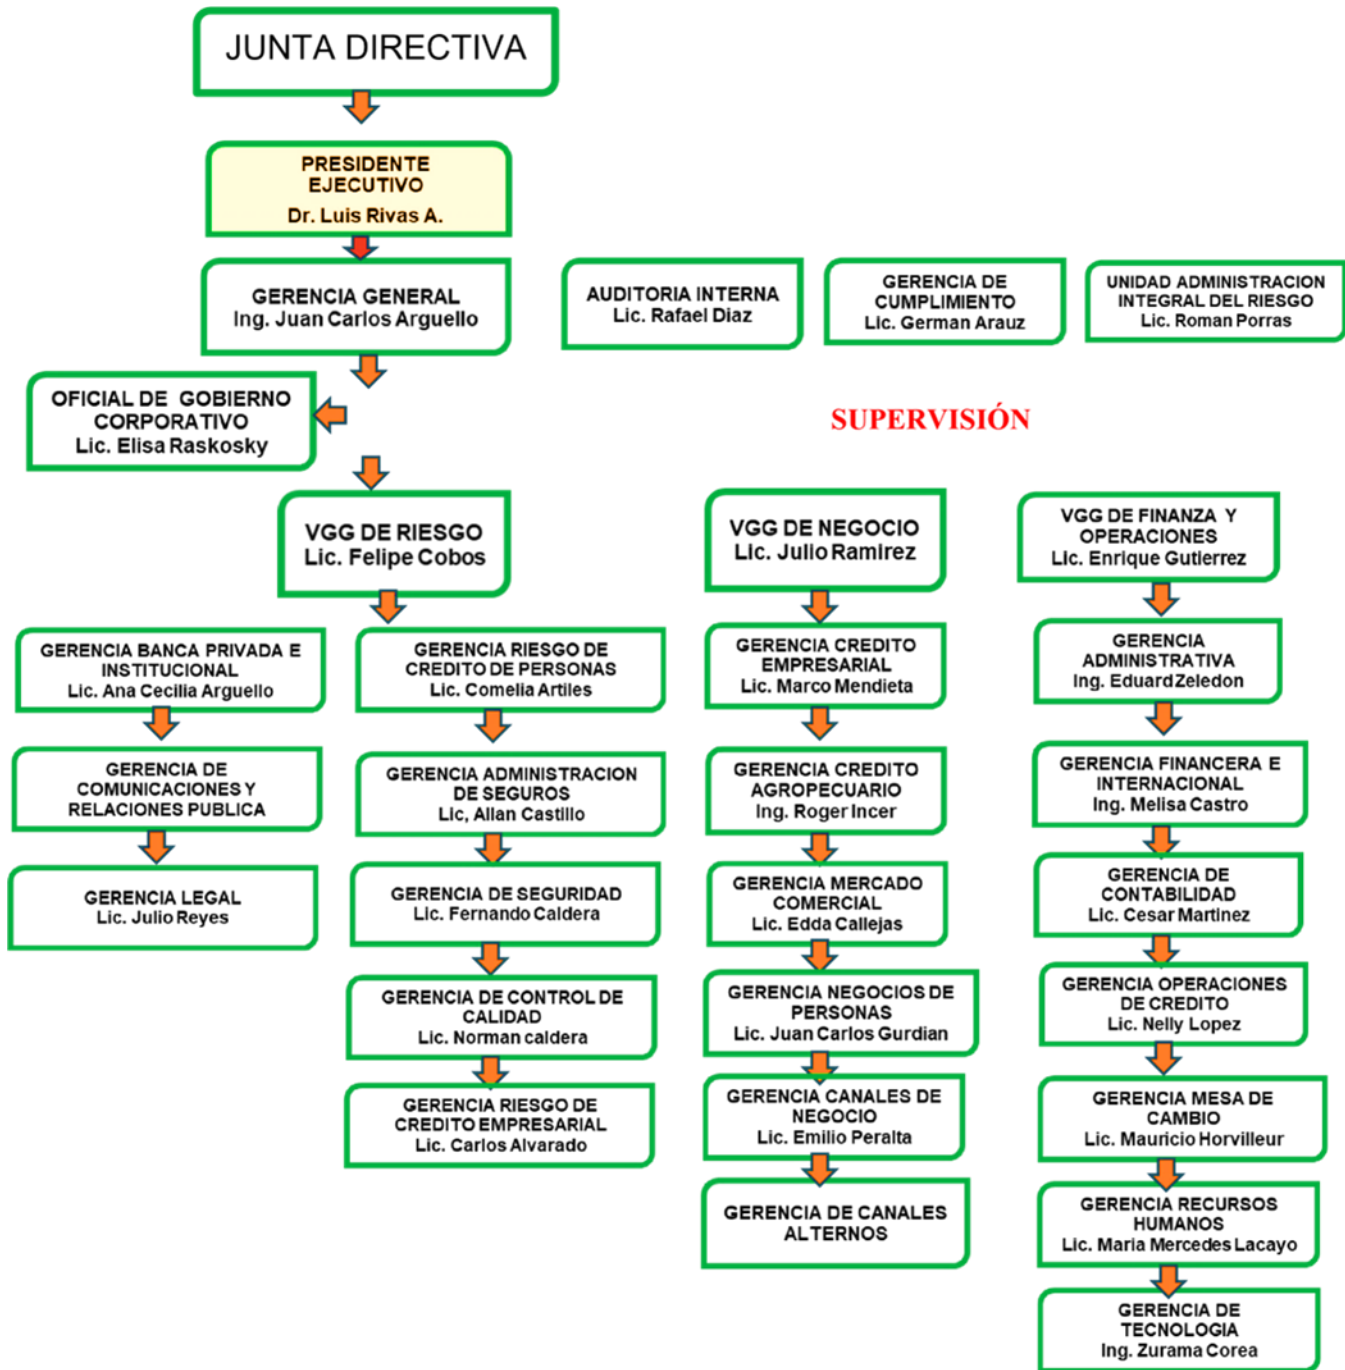 JUNTA DIRECTIVA
PRESIDENTE
EJECUTIVO
Dr. Luis Rivas A.
GERENCIA GENERAL
Ing. Juan Carlos Arguello
AUDITORIA INTERNA
Lic. Rafael Diaz
GERENCIA DE
CUMPLIMIENTO
Lic. German Arauz
UNIDAD ADMINISTRACION
INTEGRAL DEL RIESGO
Lic. Roman Porras
OFICIAL DE GOBIERNO
CORPORATIVO
Lic. Elisa Raskosky
SUPERVISIÓN
VGG DE RIESGO
Lic. Felipe Cobos
VGG DE NEGOCIO
Lic. Julio Ramirez
VGG DE FINANZA Y
OPERACIONES
Lic. Enrique Gutierrez
GERENCIA BANCA PRIVADA E
INSTITUCIONAL
Lic. Ana Cecilia Arguello
GERENCIA DE
COMUNICACIONES Y
RELACIONES PUBLICA
GERENCIA LEGAL
Lic. Julio Reyes
GERENCIA RIESGO DE
CREDITO DE PERSONAS
Lic. Comelia Artiles
GERENCIA ADMINISTRACION
DE SEGUROS
Lic, Allan Castillo
GERENCIA DE SEGURIDAD
Lic. Fernando Caldera
GERENCIA DE CONTROL DE
CALIDAD
Lic. Norman caldera
GERENCIA RIESGO DE
CREDITO EMPRESARIAL
Lic. Carlos Alvarado
GERENCIA CREDITO
EMPRESARIAL
Lic. Marco Mendieta
GERENCIA CREDITO
AGROPECUARIO
Ing. Roger Incer
GERENCIA MERCADO
COMERCIAL
Lic. Edda Callejas
GERENCIA NEGOCIOS DE
PERSONAS
Lic. Juan Carlos Gurdian
GERENCIA CANALES DE
NEGOCIO
Lic. Emilio Peralta
GERENCIA DE CANALES
ALTERNOS
GERENCIA
ADMINISTRATIVA
Ing. Eduard Zeledon
GERENCIA FINANCERA E
INTERNACIONAL
Ing. Melisa Castro
GERENCIA DE
CONTABILIDAD
Lic. Cesar Martinez
GERENCIA OPERACIONES
DE CREDITO
Lic. Nelly Lopez
GERENCIA MESA DE
CAMBIO
Lic. Mauricio Horvilleur
GERENCIA RECURSOS
HUMANOS
Lic. Maria Mercedes Lacayo
GERENCIA DE
TECNOLOGIA
Ing. Zurama Corea